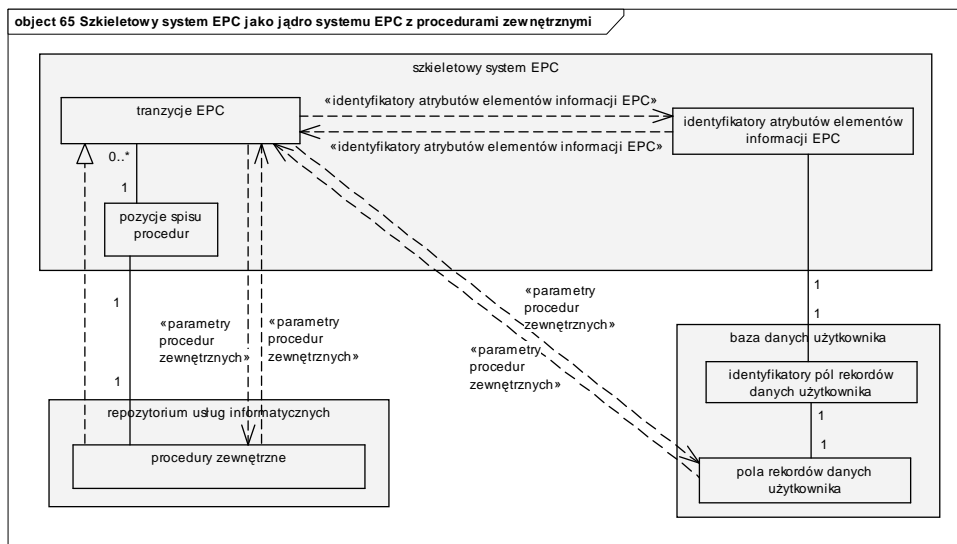 object 65 Szkieletowy system EPC jako jądro systemu EPC z procedurami zewnętrznymi
szkieletowy system EPC
tranzycje EPC
«identyfikatory atrybutów elementów informacji EPC»
identyfikatory atrybutów elementów
informacji EPC
«identyfikatory atrybutów elementów informacji EPC»
0..*
1
pozycje spisu
procedur
1
1
1
«parametry
procedur
zewnętrznych»
«parametry
procedur
zewnętrznych»
«parametry
procedur
zewnętrznych»
«parametry
procedur
zewnętrznych»
baza danych użytkownika
identyfikatory pól rekordów
danych użytkownika
1
1
1
repozytorium usług informatycznych
procedury zewnętrzne
pola rekordów danych
użytkownika